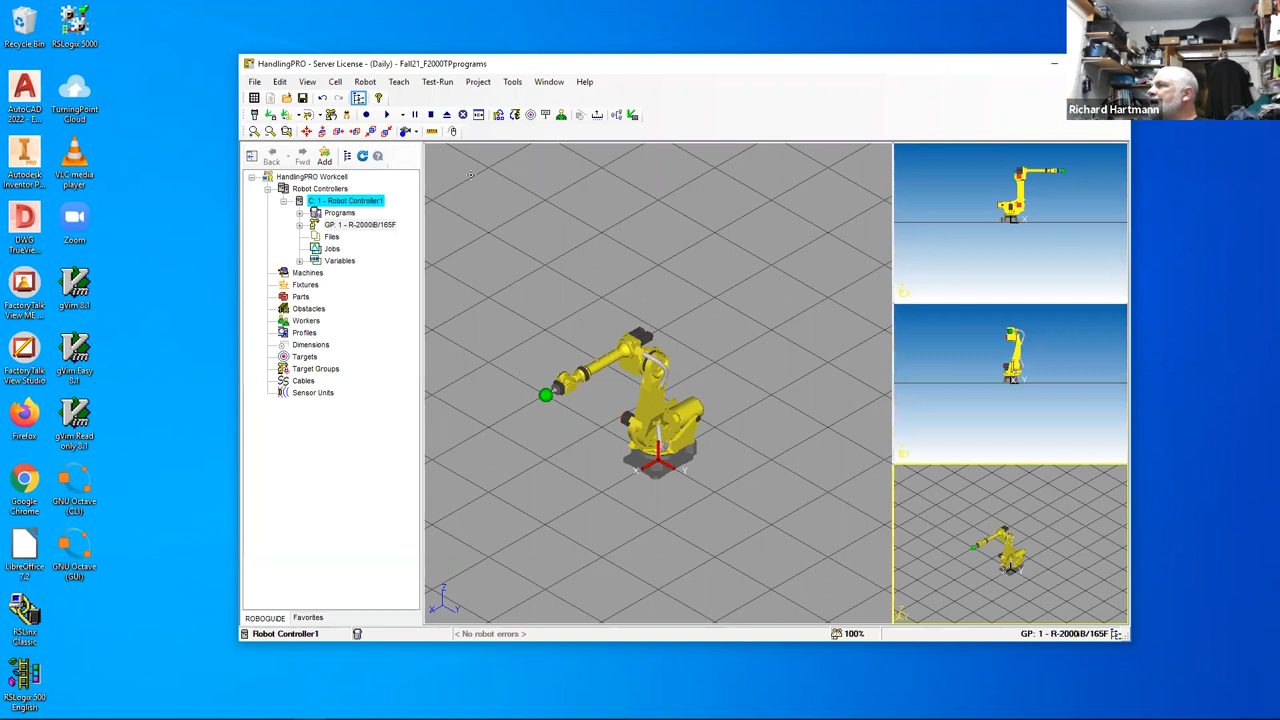 Recycle Bin
RSLogix 5000
AutoCAD 2022 - E...
TurningPoint Cloud
Autodesk Inventor P...
VLC media player
DWG TrueView...
Zoom
FactoryTalk View ME ...
gVim 8.1
FactoryTalk View Studio
gVim Easy 8.1
Firefox
gVim Read only 8.1
Google Chrome
GNU Octave (CLI)
LibreOffice 7.2
GNU Octave (GUI)
RSLinx Classic
RSLogix 500 English
HandlingPRO - Server License - (Daily) - Fall21_F2000TPprograms
File Edit View Cell Robot Teach Test-Run Project Tools Window Help
Back Fwd Add
HandlingPRO Workcell
Robot Controllers
C: 1 - Robot Controller1
Programs
GP: 1 - R-2000iB/165F
Files
Jobs
Variables
Machines
Fixtures
Parts
Obstacles
Workers
Profiles
Dimensions
Targets
Target Groups
Cables
Sensor Units
ROBOGUIDE Favorites
Robot Controller1
< No robot errors >
100%
GP: 1 - R-2000iB/165F
X Y
Z
X Y
X
X
Y
Richard Hartmann